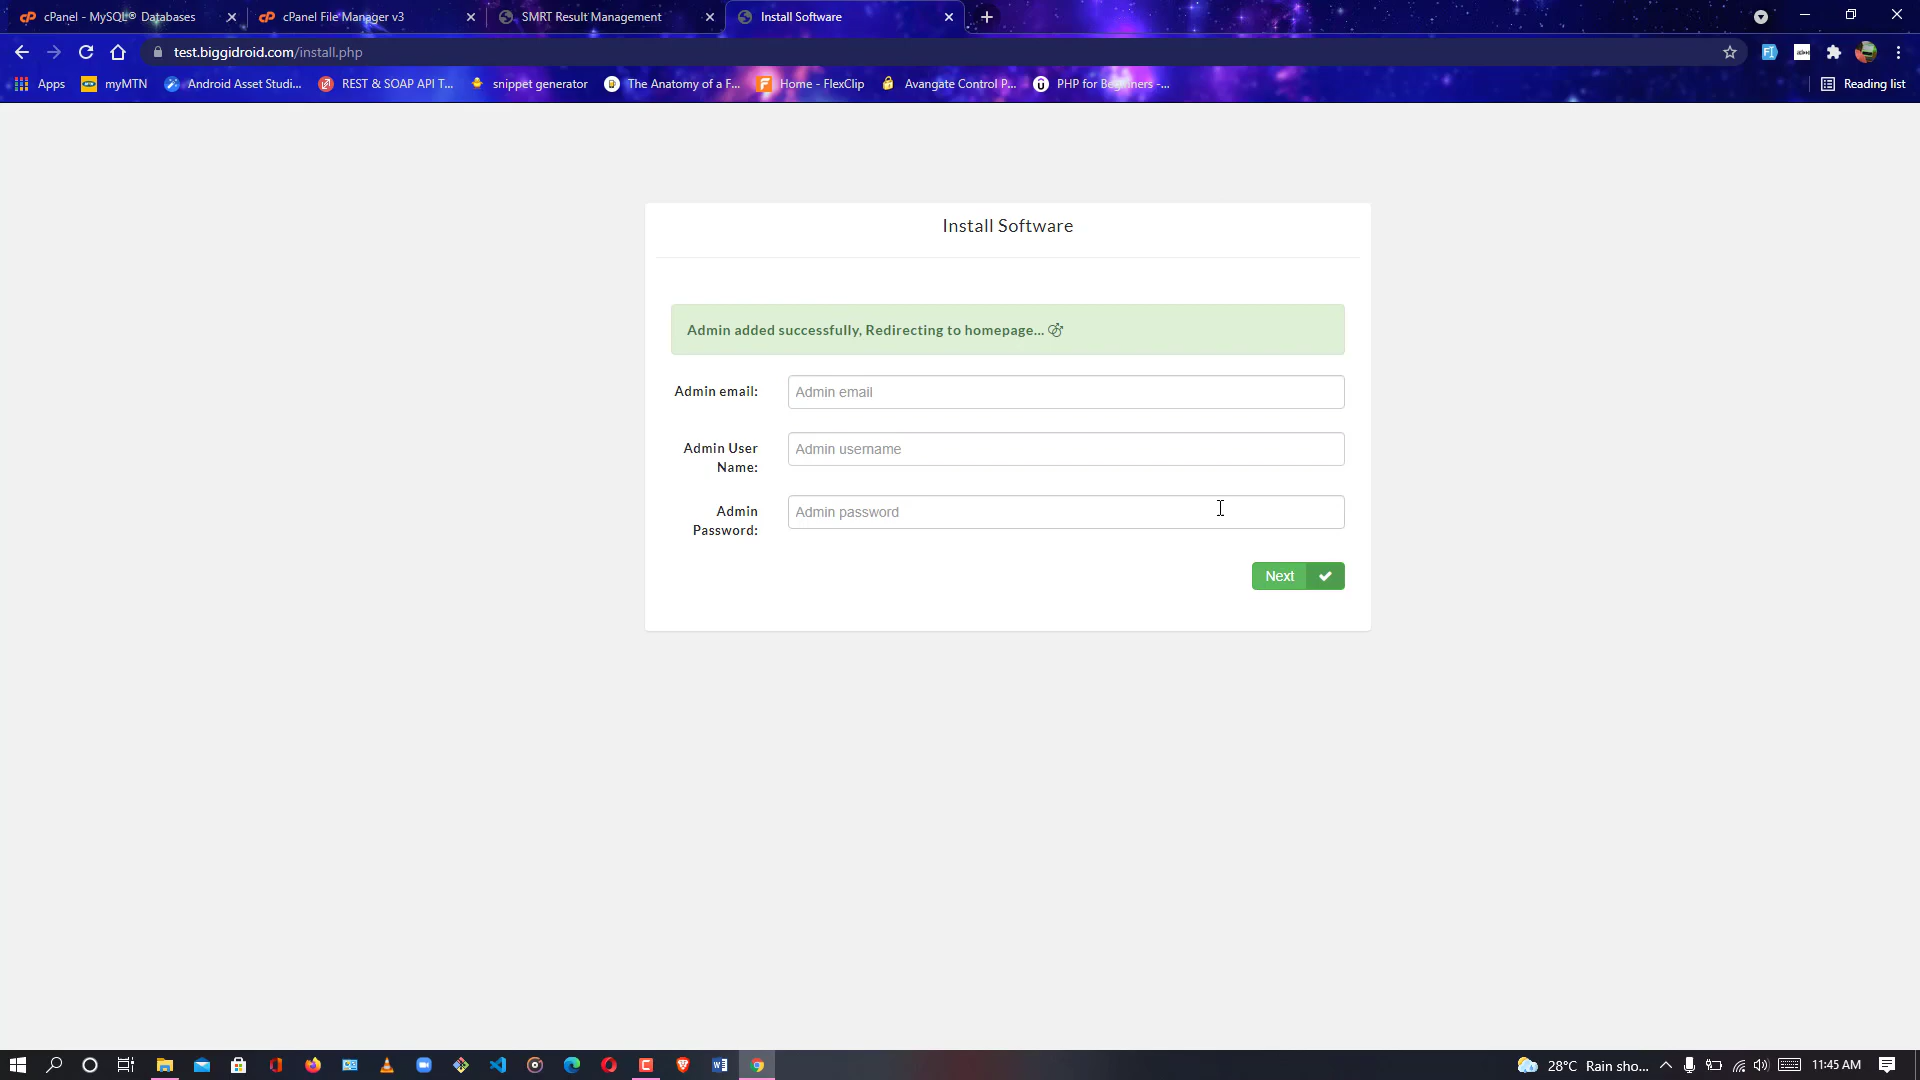 cPanel - MySQL® Databases
cPanel File Manager v3
SMRT Result Management
Install Software
test.biggidroid.com/install.php
Apps
myMTN
Android Asset Studi...
REST & SOAP API T...
snippet generator
The Anatomy of a F...
Home - FlexClip
Avangate Control P...
PHP for Beginners -...
Reading list
Install Software
Admin added successfully, Redirecting to homepage...
Admin email:
Admin email
Admin User
Name:
Admin username
Admin
Password:
Admin password
Next
28°C Rain sho...
11:45 AM